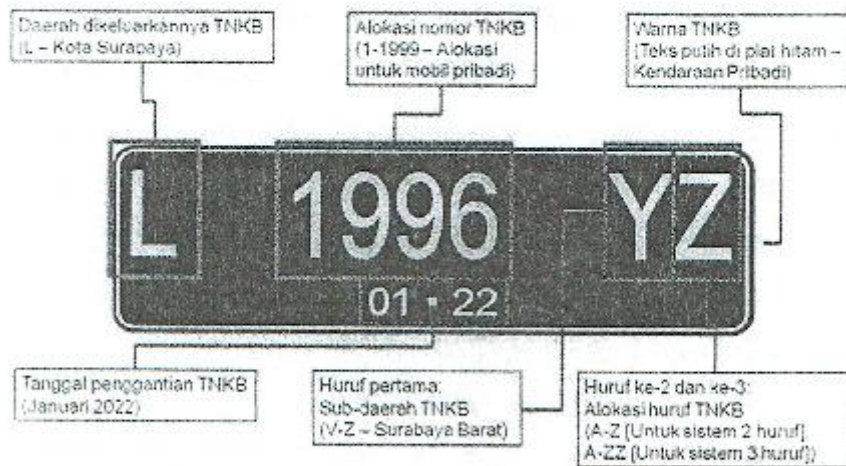 Daerah dikeluarkannya TNKB
(L – Kota Surabaya)
Alokasi nomor TNKB
(1-1999 – Alokasi
untuk mobil pribadi)
Warna TNKB
(Teks putih di plat hitam –
Kendaraan Pribadi)
L 1996 YZ
01 · 22
Tanggal penggantian TNKB
(Januari 2022)
Huruf pertama:
Sub-daerah TNKB
(V-Z – Surabaya Barat)
Huruf ke-2 dan ke-3:
Alokasi huruf TNKB
(A-Z [Untuk sistem 2 huruf]
A-ZZ [Untuk sistem 3 huruf])